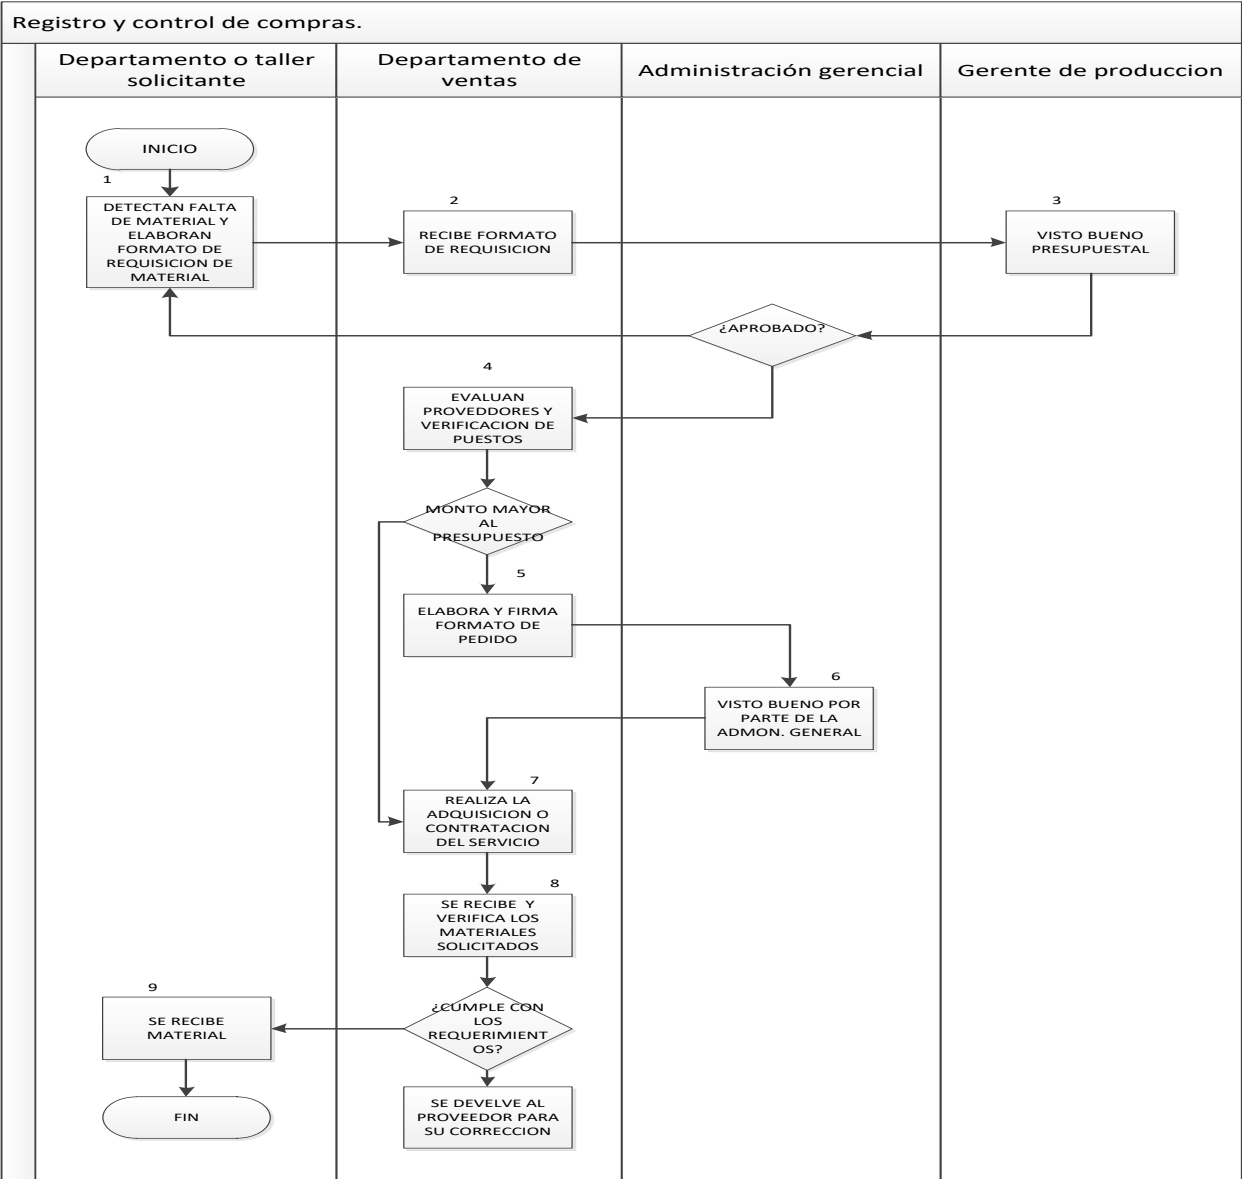 Registro y control de compras.
Departamento o taller
solicitante
Departamento de
ventas
Administración gerencial
Gerente de produccion
INICIO
1
DETECTAN FALTA
DE MATERIAL Y
ELABORAN
FORMATO DE
REQUISICION DE
MATERIAL
2
RECIBE FORMATO
DE REQUISICION
3
VISTO BUENO
PRESUPUESTAL
¿APROBADO?
4
EVALUAN
PROVEDDORES Y
VERIFICACION DE
PUESTOS
MONTO MAYOR
AL
PRESUPUESTO
5
ELABORA Y FIRMA
FORMATO DE
PEDIDO
6
VISTO BUENO POR
PARTE DE LA
ADMON. GENERAL
7
REALIZA LA
ADQUISICION O
CONTRATACION
DEL SERVICIO
8
SE RECIBE Y
VERIFICA LOS
MATERIALES
SOLICITADOS
¿CUMPLE CON
LOS
REQUERIMIENT
OS?
9
SE RECIBE
MATERIAL
SE DEVELVE AL
PROVEEDOR PARA
SU CORRECCION
FIN